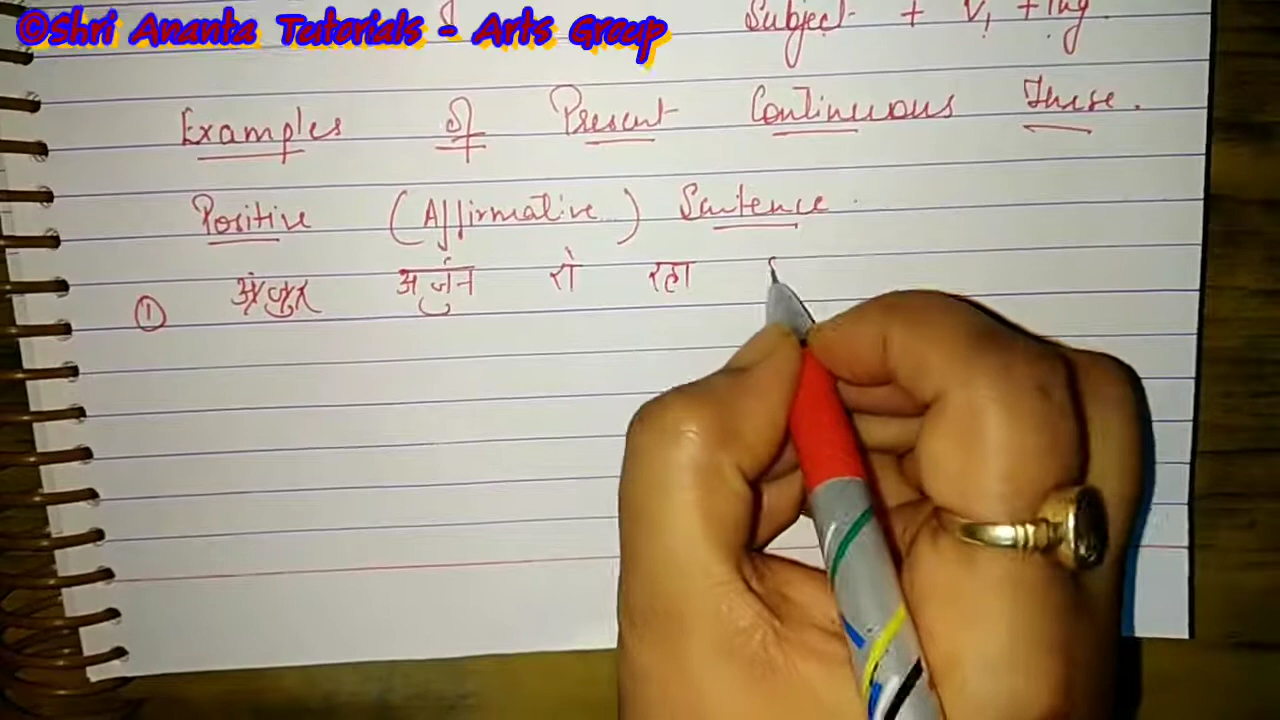 ©Shri Ananta Tutorials - Arts Group
Subject + V1 + ing
Examples of Present Continuous Tense.
Positive (Affirmative) Sentence.
① अर्जुन रो रहा